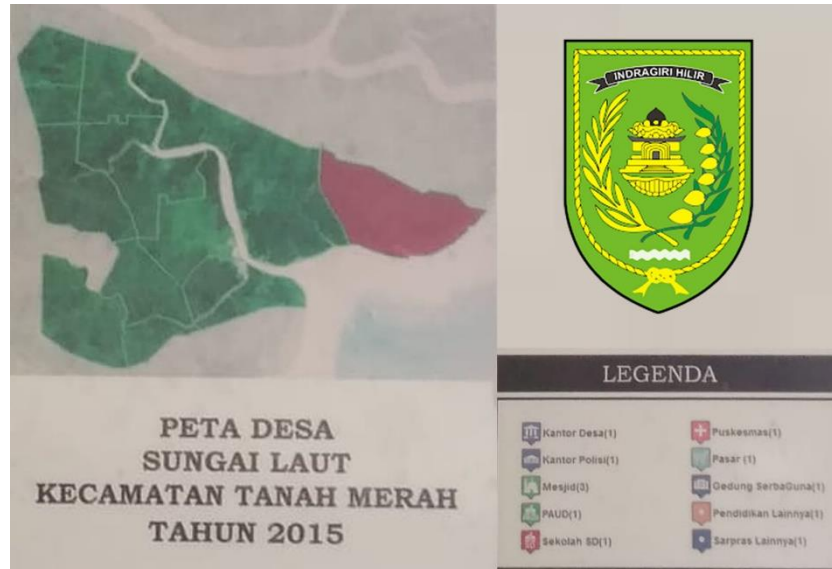 PETA DESA
SUNGAI LAUT
KECAMATAN TANAH MERAH
TAHUN 2015
INDRAGIRI HILIR
LEGENDA
Kantor Desa(1)
Kantor Polisi(1)
Mesjid(3)
PAUD(1)
Sekolah SD(1)
Puskesmas(1)
Pasar (1)
Gedung SerbaGuna(1)
Pendidikan Lainnya(1)
Sarpras Lainnya(1)